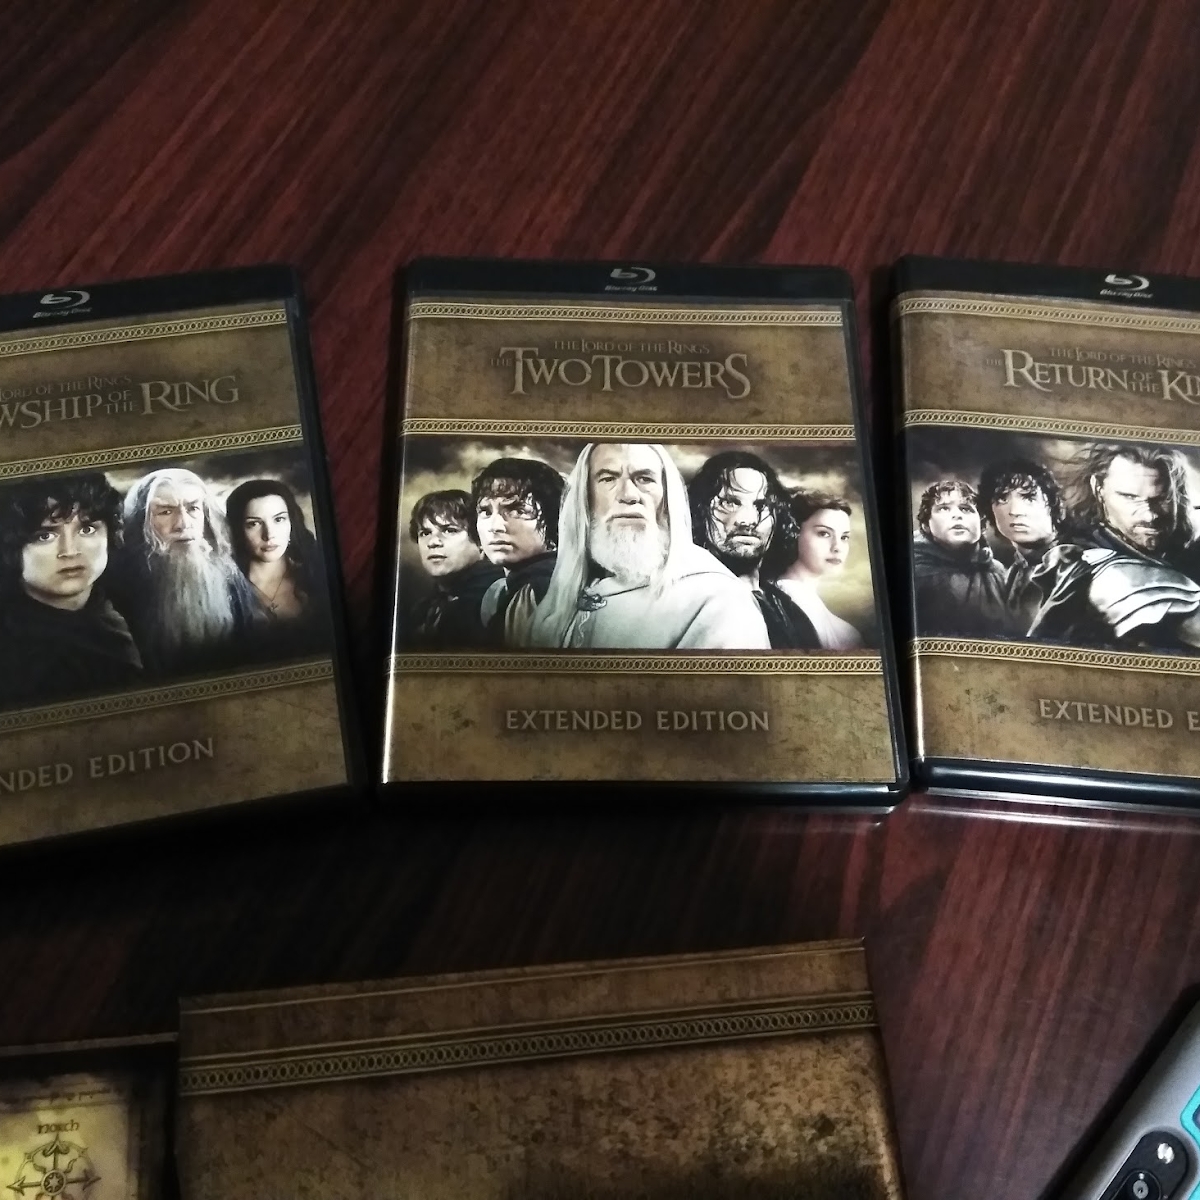 Blu-ray Disc
LORD OF THE RINGS
WSHIP OF THE RING
NDED EDITION
Blu-ray Disc
THE LORD OF THE RINGS
THE TWO TOWERS
EXTENDED EDITION
Blu-ray Disc
THE LORD OF THE RINGS
THE RETURN OF THE KI
EXTENDED E
North